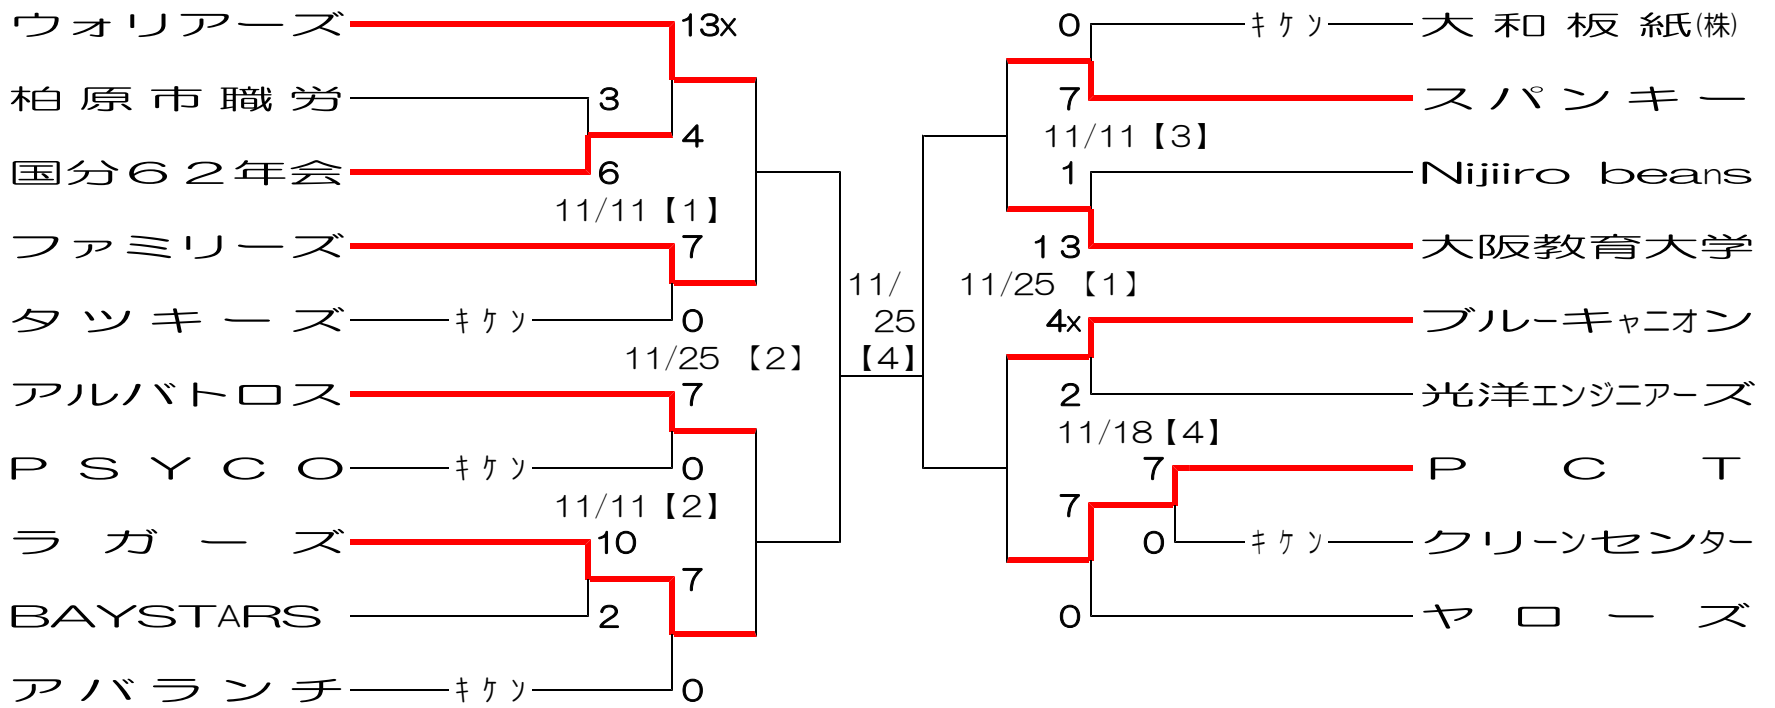 ウォリアーズ 13x
柏原市職労 3
4
国分６２年会 6
11/11【1】
ファミリーズ 7
タツキーズ ｷｹﾝ 0
11/25【2】
アルバトロス 7
ＰＳＹＣＯ ｷｹﾝ 0
11/11【2】
ラガーズ 10
7
BAYSTARS 2
アバランチ ｷｹﾝ 0
11/
25
【4】
0 ｷｹﾝ 大和板紙㈱
7 スパンキー
11/11【3】
1 Nijiiro beans
13 大阪教育大学
11/25【1】
4x ブルーキャニオン
2 光洋エンジニアーズ
11/18【4】
7 ＰＣＴ
7
0 ｷｹﾝ クリーンセンター
0 ヤローズ